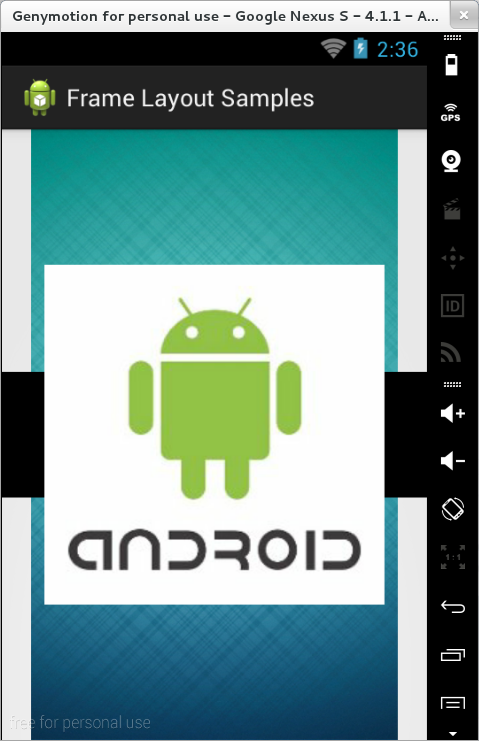 Genymotion for personal use - Google Nexus S - 4.1.1 - A...
2:36
Frame Layout Samples
GPS
ID
ANDROID
1:1
free for personal use